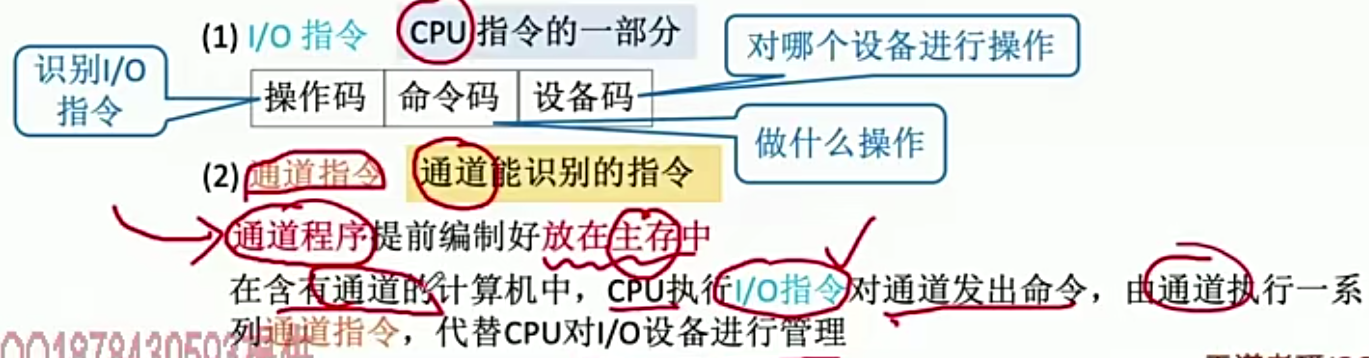 (1) I/O 指令 CPU指令的一部分
对哪个设备进行操作
识别I/O
指令
操作码 命令码 设备码
做什么操作
(2) 通道指令 通道能识别的指令
通道程序提前编制好放在主存中
在含有通道的计算机中，CPU执行I/O指令对通道发出命令，由通道执行一系
列通道指令，代替CPU对I/O设备进行管理